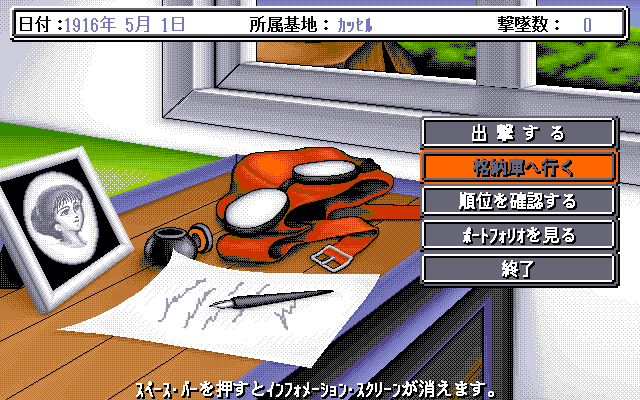 日付：1916年 5月 1日 所属基地：ｶｯｾﾙ 撃墜数： 0
出 撃 す る
格納庫へ行く
順位を確認する
ﾎﾟｰﾄﾌｫﾘｵを見る
終了
ｽﾍﾟｰｽ・ﾊﾞｰを押すとｲﾝﾌｫﾒｰｼｮﾝ・ｽｸﾘｰﾝが消えます。